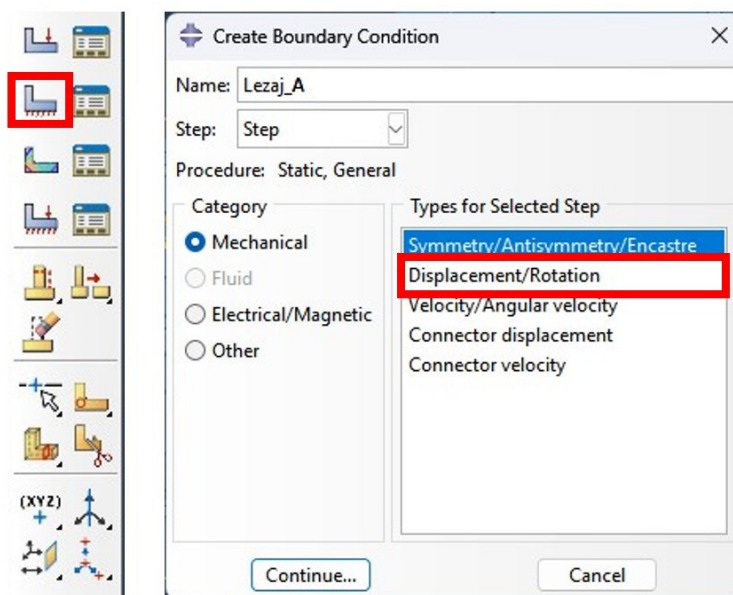 Create Boundary Condition
Name: Lezaj_A
Step: Step
Procedure: Static, General
Category
Mechanical
Fluid
Electrical/Magnetic
Other
Types for Selected Step
Symmetry/Antisymmetry/Encastre
Displacement/Rotation
Velocity/Angular velocity
Connector displacement
Connector velocity
(XYZ)
Continue...
Cancel